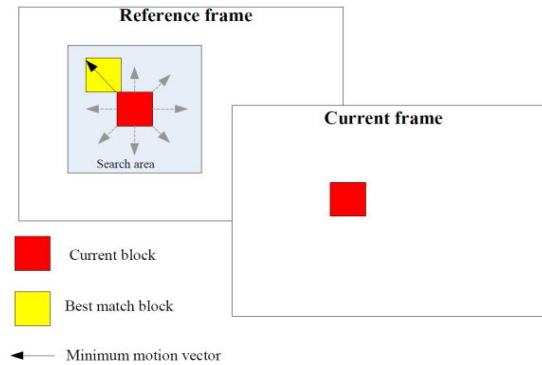 Reference frame
Search area
Current frame
Current block
Best match block
Minimum motion vector